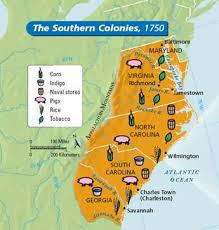 The Southern Colonies, 1750
Corn
Indigo
Naval stores
Pigs
Rice
Tobacco
Baltimore
MARYLAND
VIRGINIA
Richmond
Jamestown
APPALACHIAN MOUNTAINS
NORTH
CAROLINA
Wilmington
SOUTH
CAROLINA
ATLANTIC
OCEAN
GEORGIA
Charles Town
(Charleston)
Savannah
100 Miles
200 Kilometers